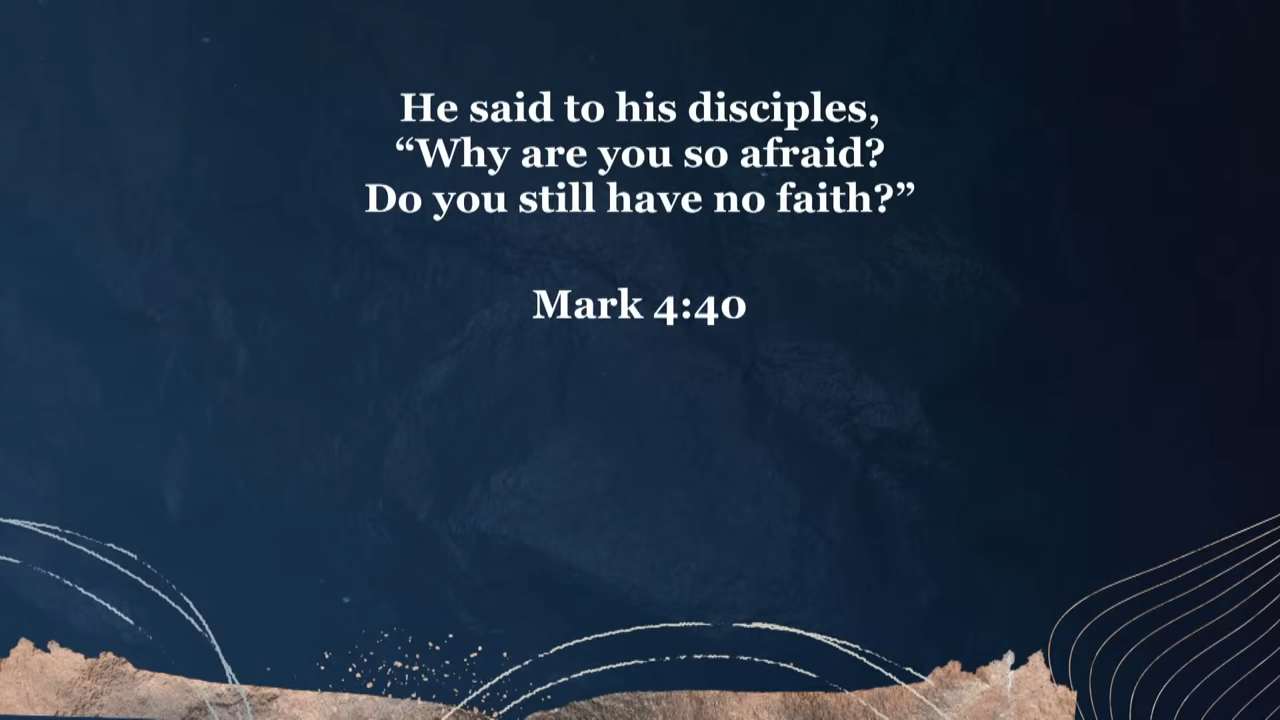 He said to his disciples,
“Why are you so afraid?
Do you still have no faith?”
Mark 4:40